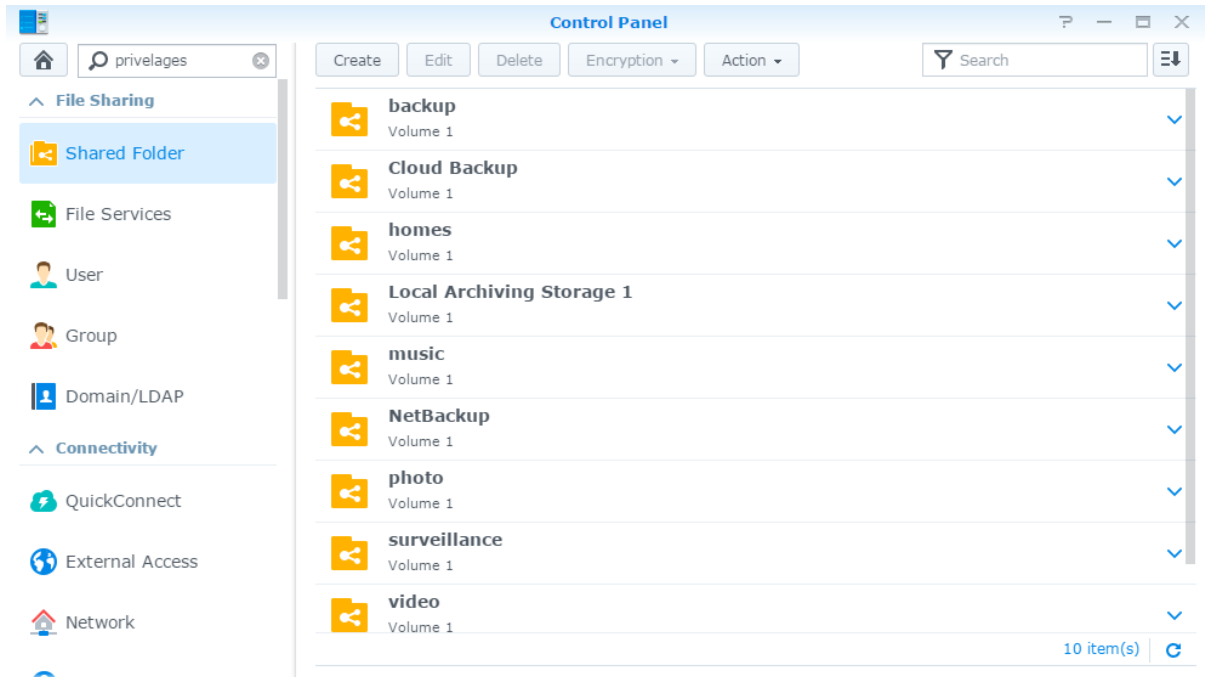 Control Panel
privelages
Create Edit Delete Encryption Action Search
File Sharing
Shared Folder
File Services
User
Group
Domain/LDAP
Connectivity
QuickConnect
External Access
Network
backup
Volume 1
Cloud Backup
Volume 1
homes
Volume 1
Local Archiving Storage 1
Volume 1
music
Volume 1
NetBackup
Volume 1
photo
Volume 1
surveillance
Volume 1
video
Volume 1
10 item(s)